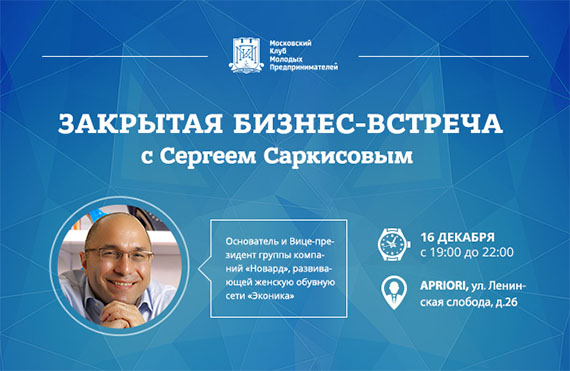 Московский
Клуб
Молодых
Предпринимателей
ЗАКРЫТАЯ БИЗНЕС-ВСТРЕЧА
с Сергеем Саркисовым
Основатель и Вице-пре-
зидент группы компа-
ний «Новард», развива-
ющей женскую обувную
сети «Эконика»
16 ДЕКАБРЯ
с 19:00 до 22:00
APRIORI, ул. Ленин-
ская слобода, д.26